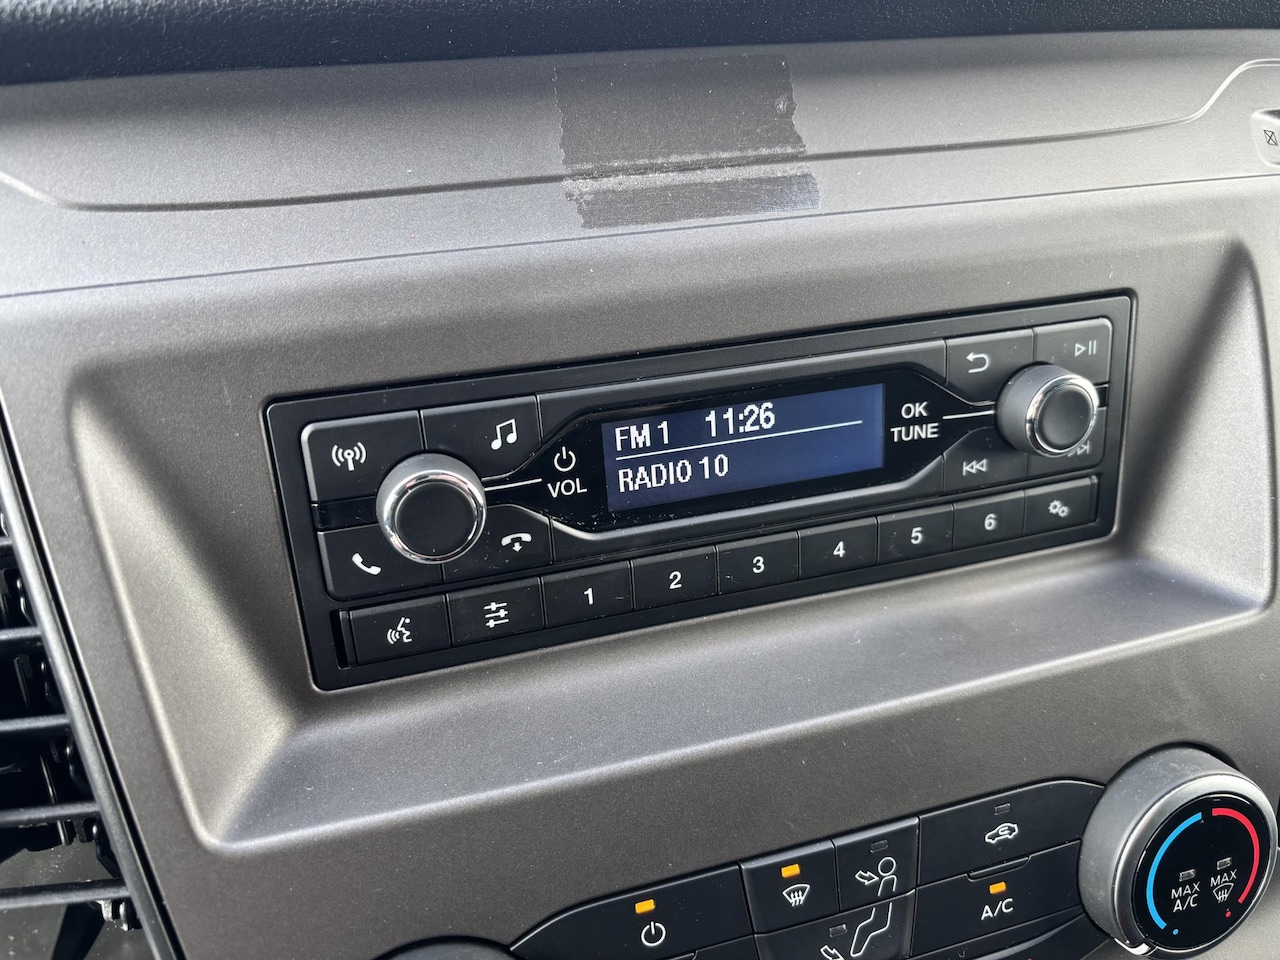 FM 1 11:26
RADIO 10
VOL
OK
TUNE
1 2 3 4 5 6
A/C
MAX
A/C
MAX